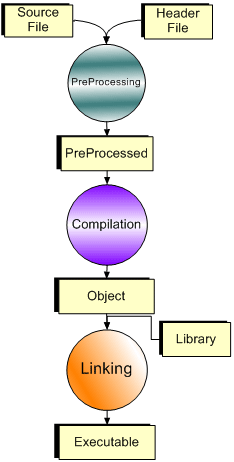 Source
File
Header
File
PreProcessing
PreProcessed
Compilation
Object
Library
Linking
Executable